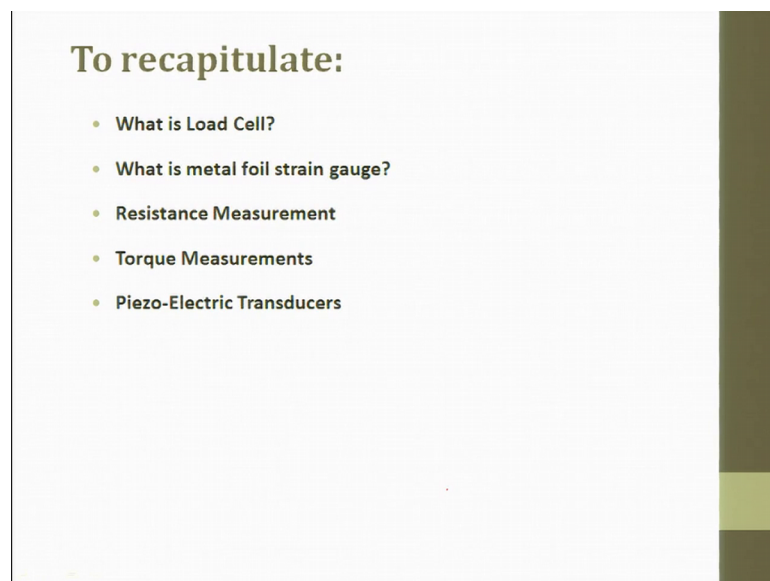 To recapitulate:
What is Load Cell?
What is metal foil strain gauge?
Resistance Measurement
Torque Measurements
Piezo-Electric Transducers